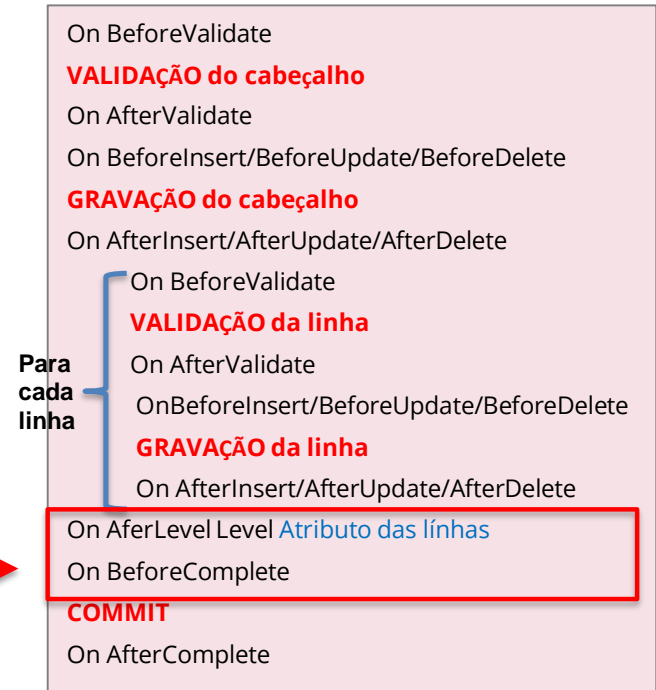 On BeforeValidate
VALIDAÇÃO do cabeçalho
On AfterValidate
On BeforeInsert/BeforeUpdate/BeforeDelete
GRAVAÇÃO do cabeçalho
On AfterInsert/AfterUpdate/AfterDelete
On BeforeValidate
VALIDAÇÃO da linha
Para
cada
linha
On AfterValidate
OnBeforeInsert/BeforeUpdate/BeforeDelete
GRAVAÇÃO da linha
On AfterInsert/AfterUpdate/AfterDelete
On AferLevel Level Atributo das línhas
On BeforeComplete
COMMIT
On AfterComplete